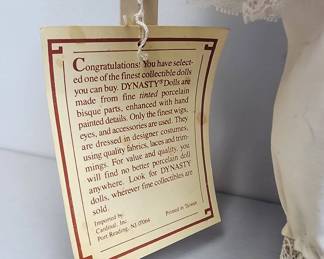 Congratulations! You have select-
ed one of the finest collectible dolls
you can buy. DYNASTY® Dolls are
made from fine tinted porcelain
bisque parts, enhanced with hand
painted details. Only the finest wigs,
eyes, and accessories are used. They
are dressed in designer costumes,
using quality fabrics, laces and trim-
mings. For value and quality, you
will find no better porcelain doll
anywhere. Look for DYNASTY
dolls, wherever fine collectibles are
sold.
Imported by:
Cardinal, Inc.
Port Reading, NJ 07064
Printed in Taiwan